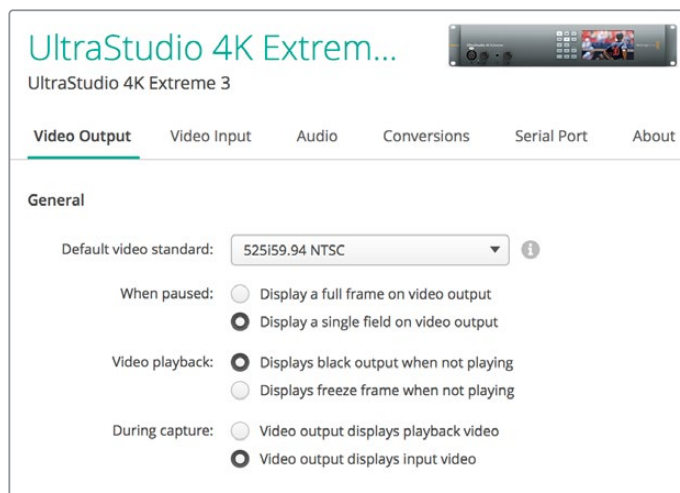 UltraStudio 4K Extrem...
UltraStudio 4K Extreme 3
Video Output Video Input Audio Conversions Serial Port About
General
Default video standard: 525i59.94 NTSC
When paused: Display a full frame on video output
Display a single field on video output
Video playback: Displays black output when not playing
Displays freeze frame when not playing
During capture: Video output displays playback video
Video output displays input video